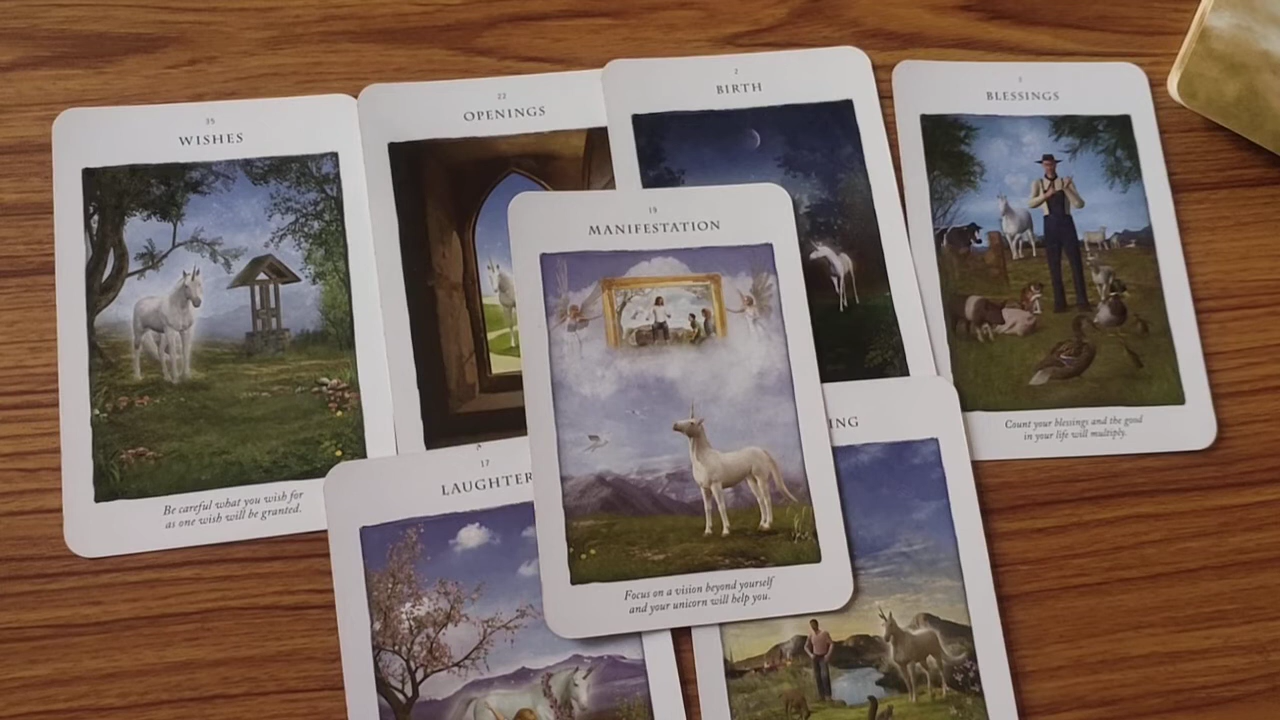 35
WISHES
Be careful what you wish for
as one wish will be granted.
22
OPENINGS
2
BIRTH
BLESSINGS
Count your blessings and the good
in your life will multiply.
MANIFESTATION
Focus on a vision beyond yourself
and your unicorn will help you.
17
LAUGHTER
ING